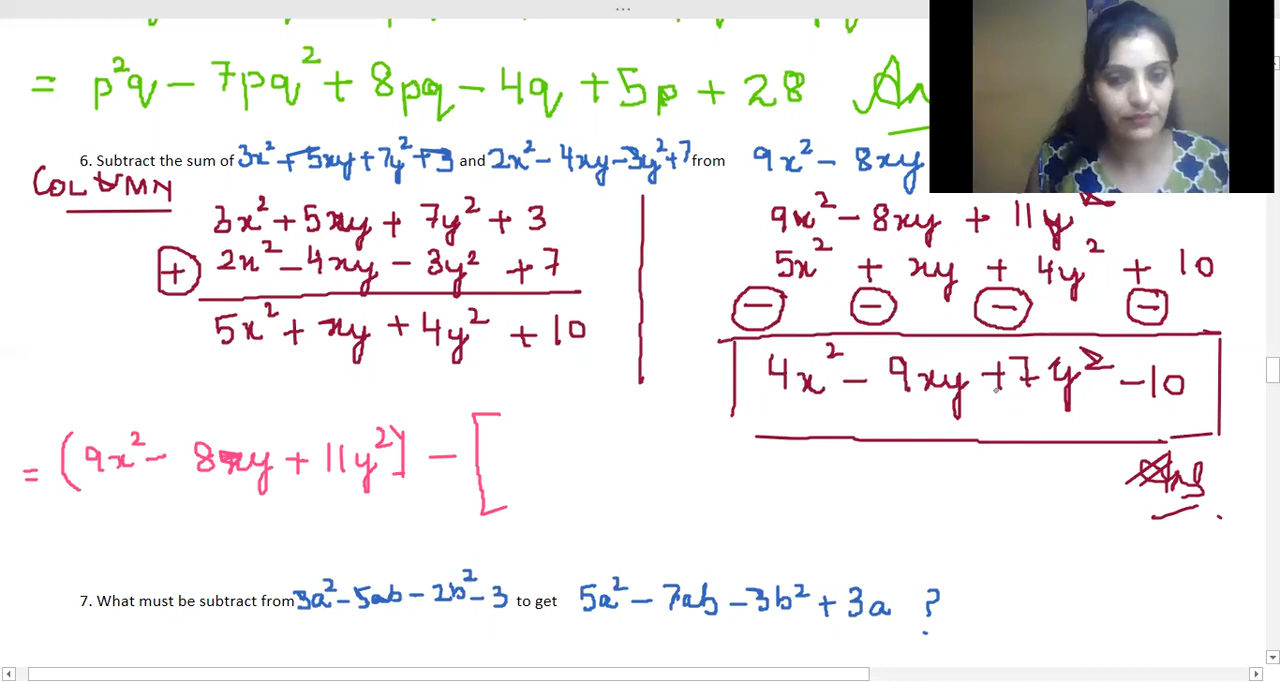 = p²q - 7pq² + 8pq - 4q + 5p + 28
6. Subtract the sum of 3x² + 5xy + 7y² + 3 and 2x² - 4xy - 3y² + 7 from 9x² - 8xy
COLUMN
3x² + 5xy + 7y² + 3
+ 2x² - 4xy - 3y² + 7
5x² + xy + 4y² + 10
9x² - 8xy + 11y²
5x² + xy + 4y² + 10
- - - -
4x² - 9xy + 7y² - 10
Ans
= (9x² - 8xy + 11y²] - [
7. What must be subtract from 3a² - 5ab - 2b² - 3 to get 5a² - 7ab - 3b² + 3a ?